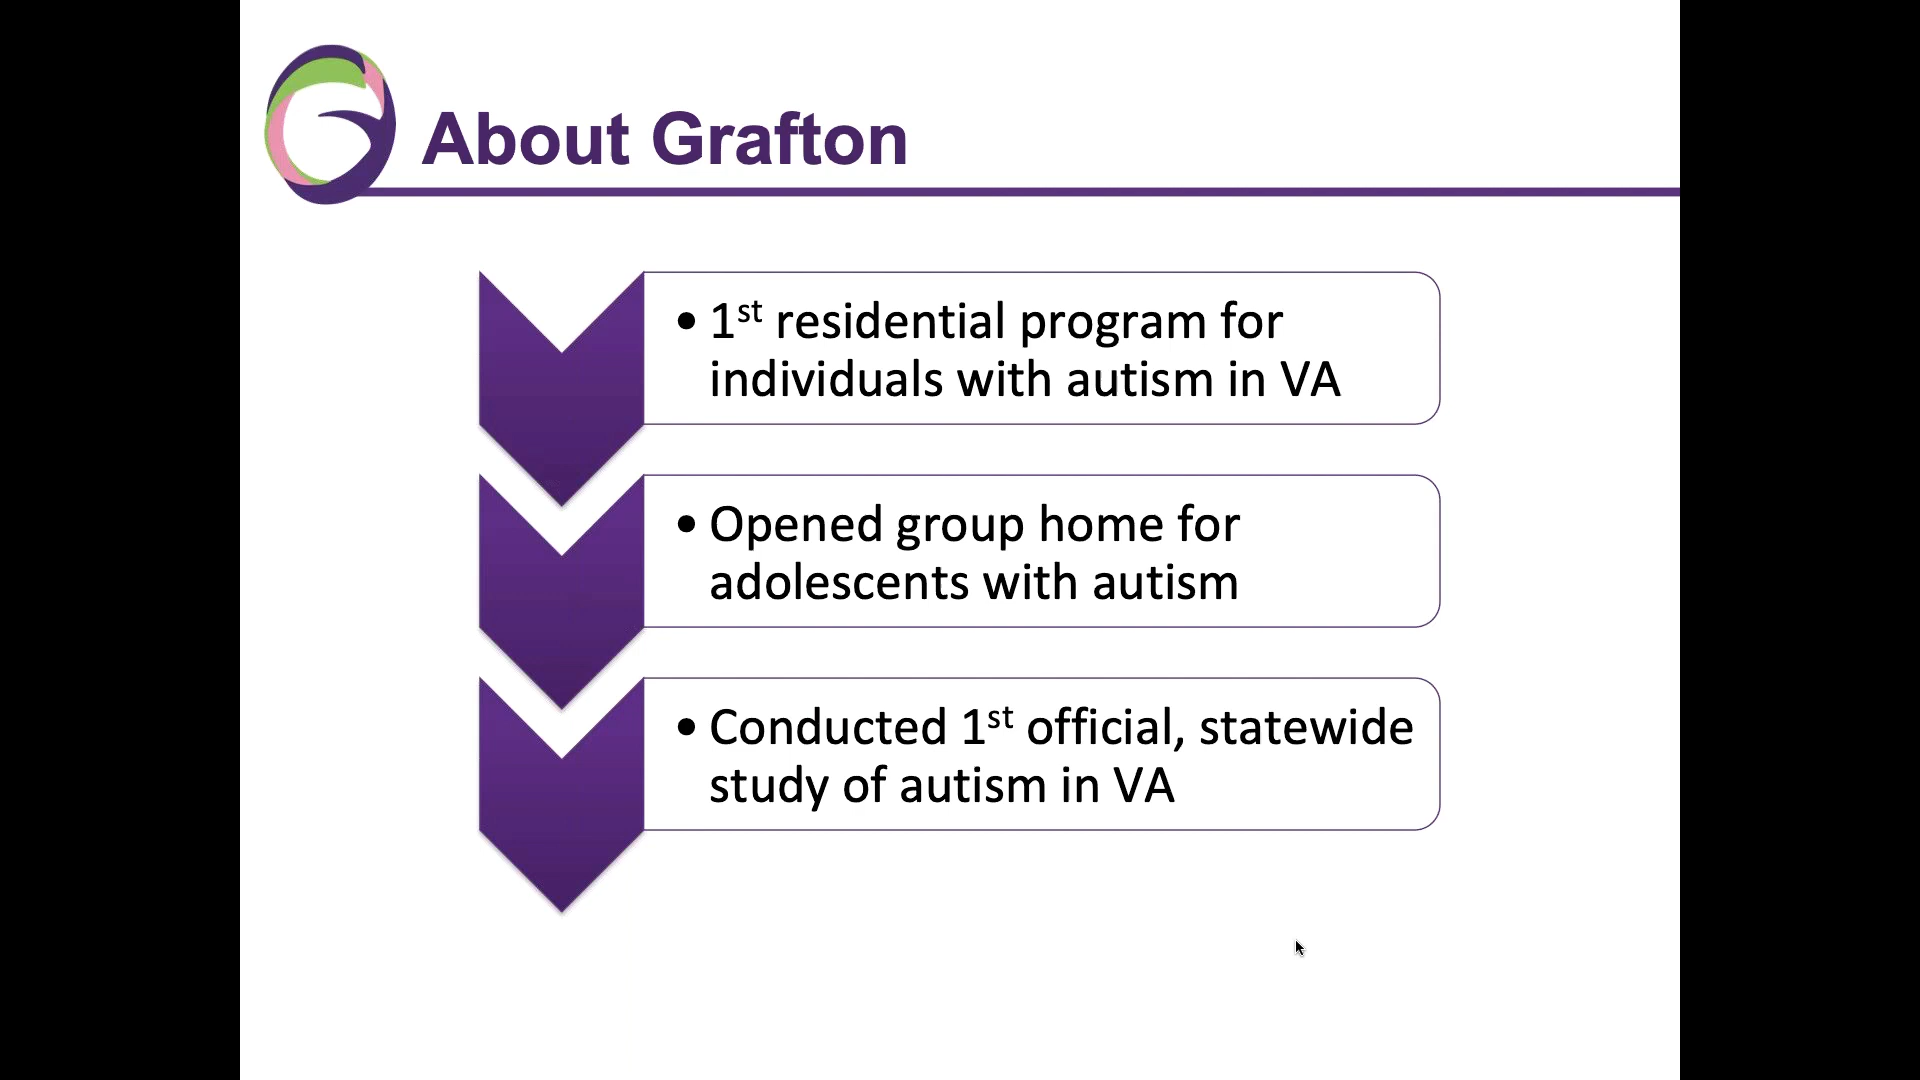 About Grafton
• 1st residential program for
individuals with autism in VA
• Opened group home for
adolescents with autism
• Conducted 1st official, statewide
study of autism in VA